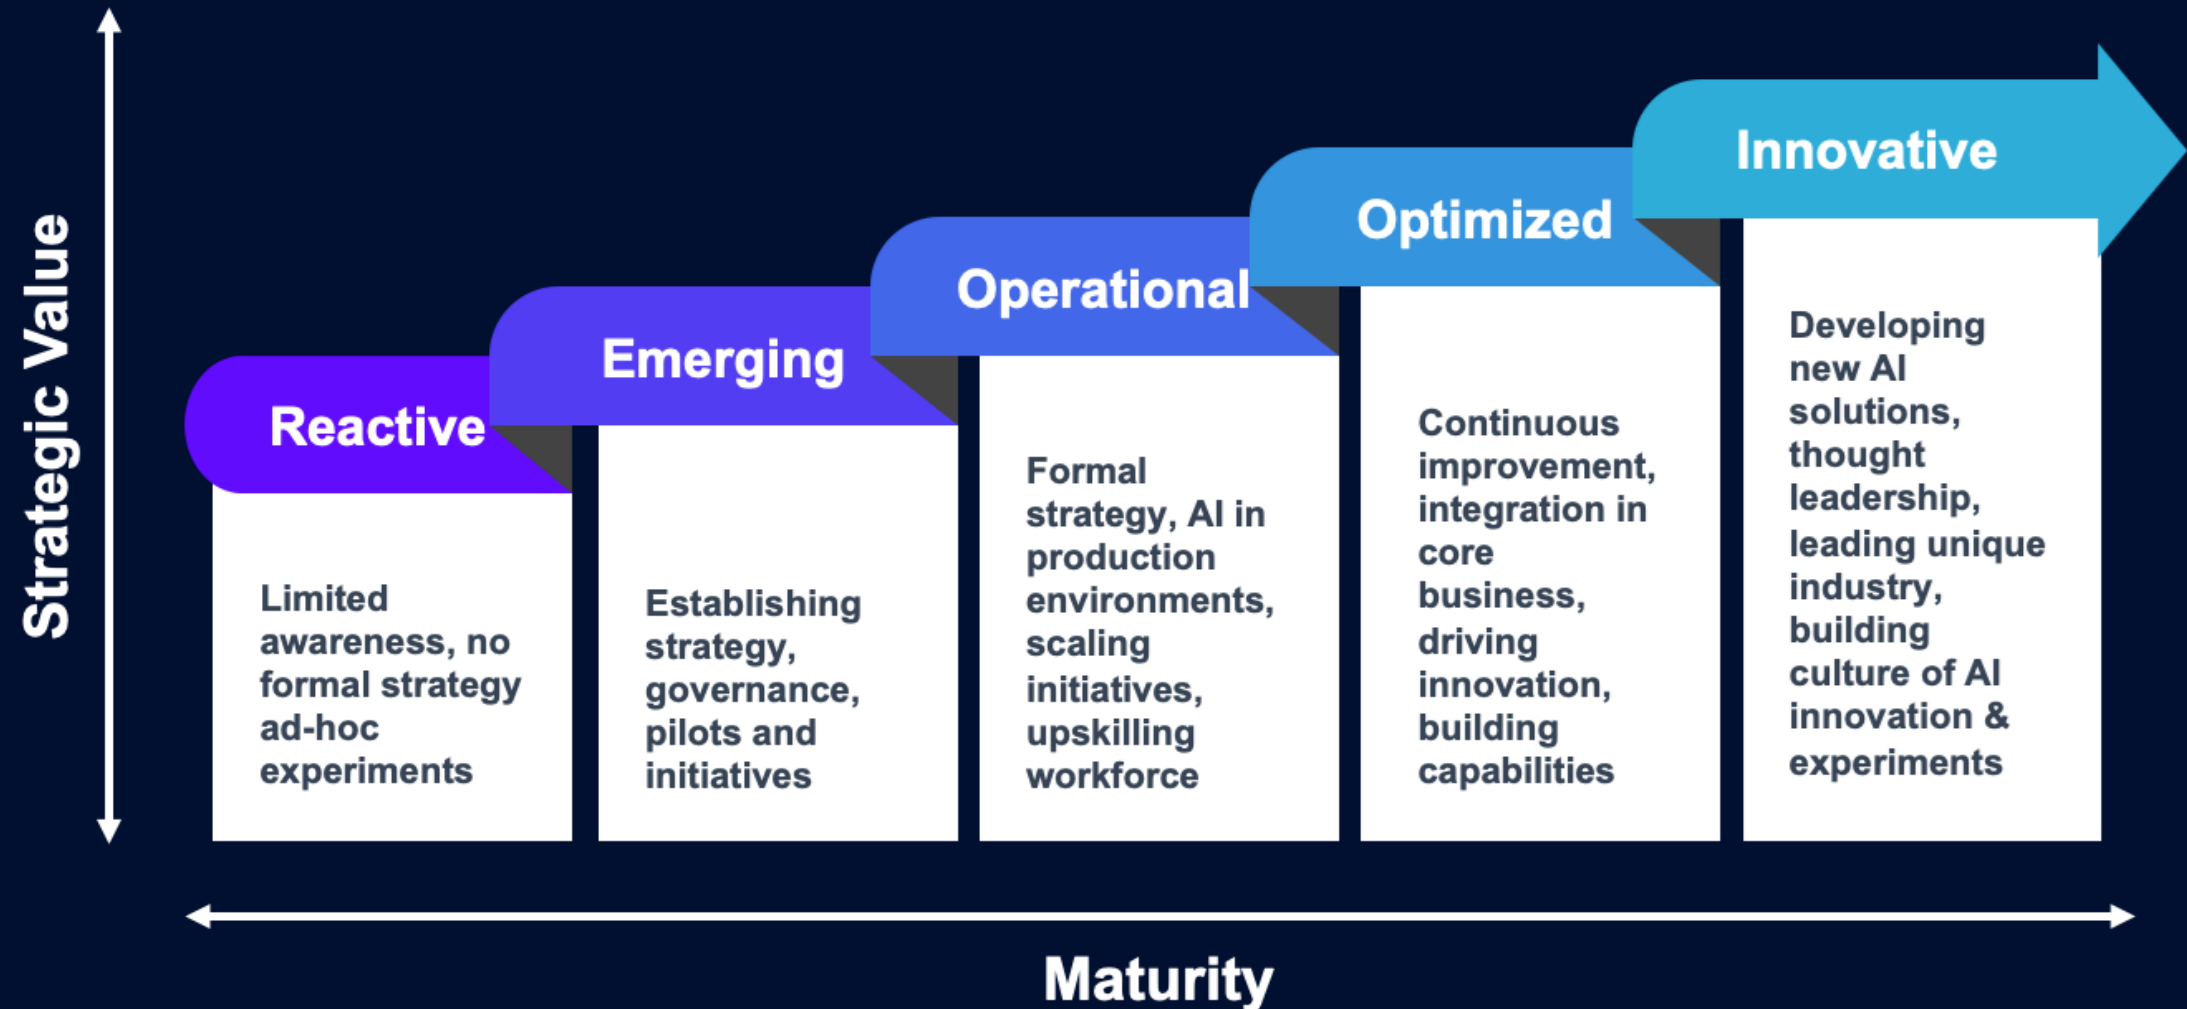 Strategic Value
Reactive
Limited
awareness, no
formal strategy
ad-hoc
experiments
Emerging
Establishing
strategy,
governance,
pilots and
initiatives
Operational
Formal
strategy, AI in
production
environments,
scaling
initiatives,
upskilling
workforce
Optimized
Continuous
improvement,
integration in
core
business,
driving
innovation,
building
capabilities
Innovative
Developing
new AI
solutions,
thought
leadership,
leading unique
industry,
building
culture of AI
innovation &
experiments
Maturity